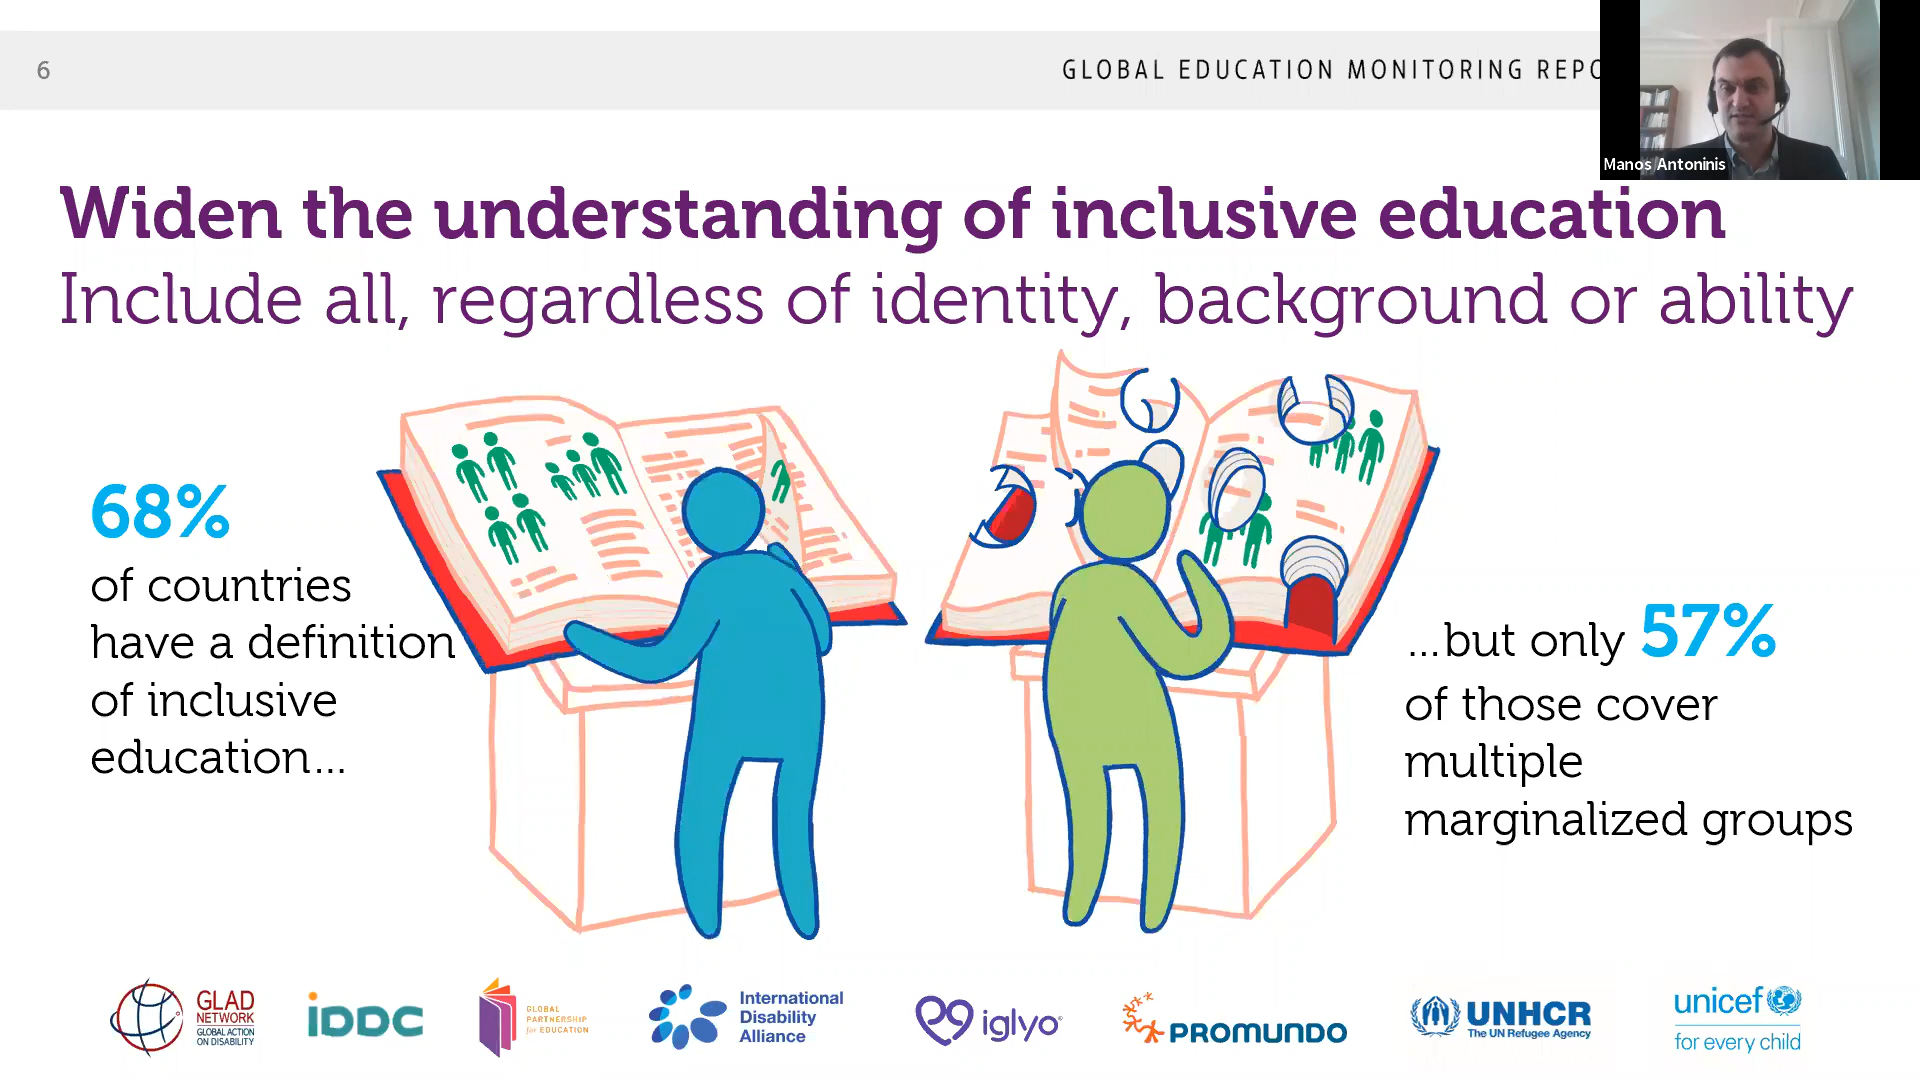 6
GLOBAL EDUCATION MONITORING REPO
Manos Antoninis
Widen the understanding of inclusive education
Include all, regardless of identity, background or ability
68%
of countries
have a definition
of inclusive
education...
...but only 57%
of those cover
multiple
marginalized groups
GLAD
NETWORK
GLOBAL ACTION
ON DISABILITY
iDDC
GLOBAL
PARTNERSHIP
for EDUCATION
International
Disability
Alliance
iglyo
PROMUNDO
UNHCR
The UN Refugee Agency
unicef
for every child